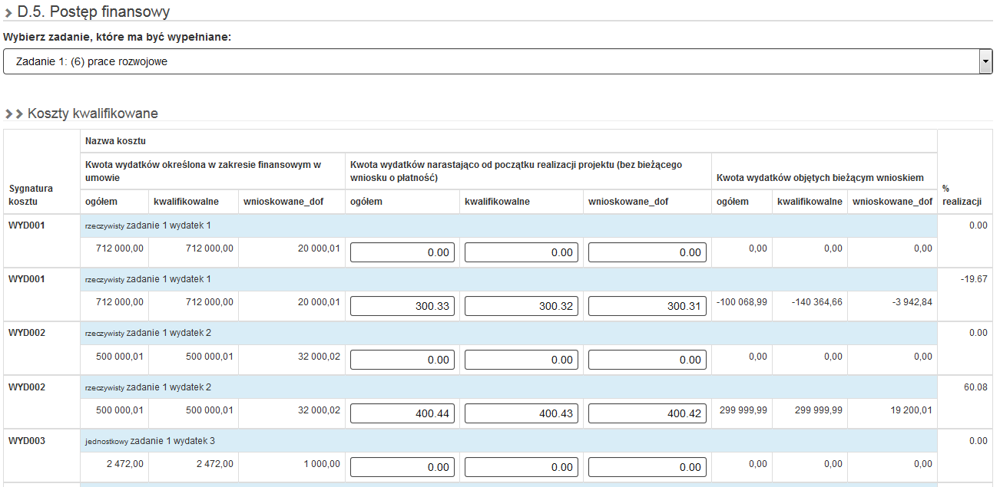 D.5. Postęp finansowy
Wybierz zadanie, które ma być wypełniane:
Zadanie 1: (6) prace rozwojowe
Koszty kwalifikowane
Sygnatura kosztu
Nazwa kosztu
% realizacji
Kwota wydatków określona w zakresie finansowym w umowie
Kwota wydatków narastająco od początku realizacji projektu (bez bieżącego wniosku o płatność)
Kwota wydatków objętych bieżącym wnioskiem
ogółem kwalifikowalne wnioskowane_dof ogółem kwalifikowalne wnioskowane_dof ogółem kwalifikowalne wnioskowane_dof
WYD001 rzeczywisty zadanie 1 wydatek 1 0.00
712 000,00 712 000,00 20 000,01 0.00 0.00 0.00 0,00 0,00 0,00
WYD001 rzeczywisty zadanie 1 wydatek 1 -19.67
712 000,00 712 000,00 20 000,01 300.33 300.32 300.31 -100 068,99 -140 364,66 -3 942,84
WYD002 rzeczywisty zadanie 1 wydatek 2 0.00
500 000,01 500 000,01 32 000,02 0.00 0.00 0.00 0,00 0,00 0,00
WYD002 rzeczywisty zadanie 1 wydatek 2 60.08
500 000,01 500 000,01 32 000,02 400.44 400.43 400.42 299 999,99 299 999,99 19 200,01
WYD003 jednostkowy zadanie 1 wydatek 3 0.00
2 472,00 2 472,00 1 000,00 0.00 0.00 0.00 0,00 0,00 0,00